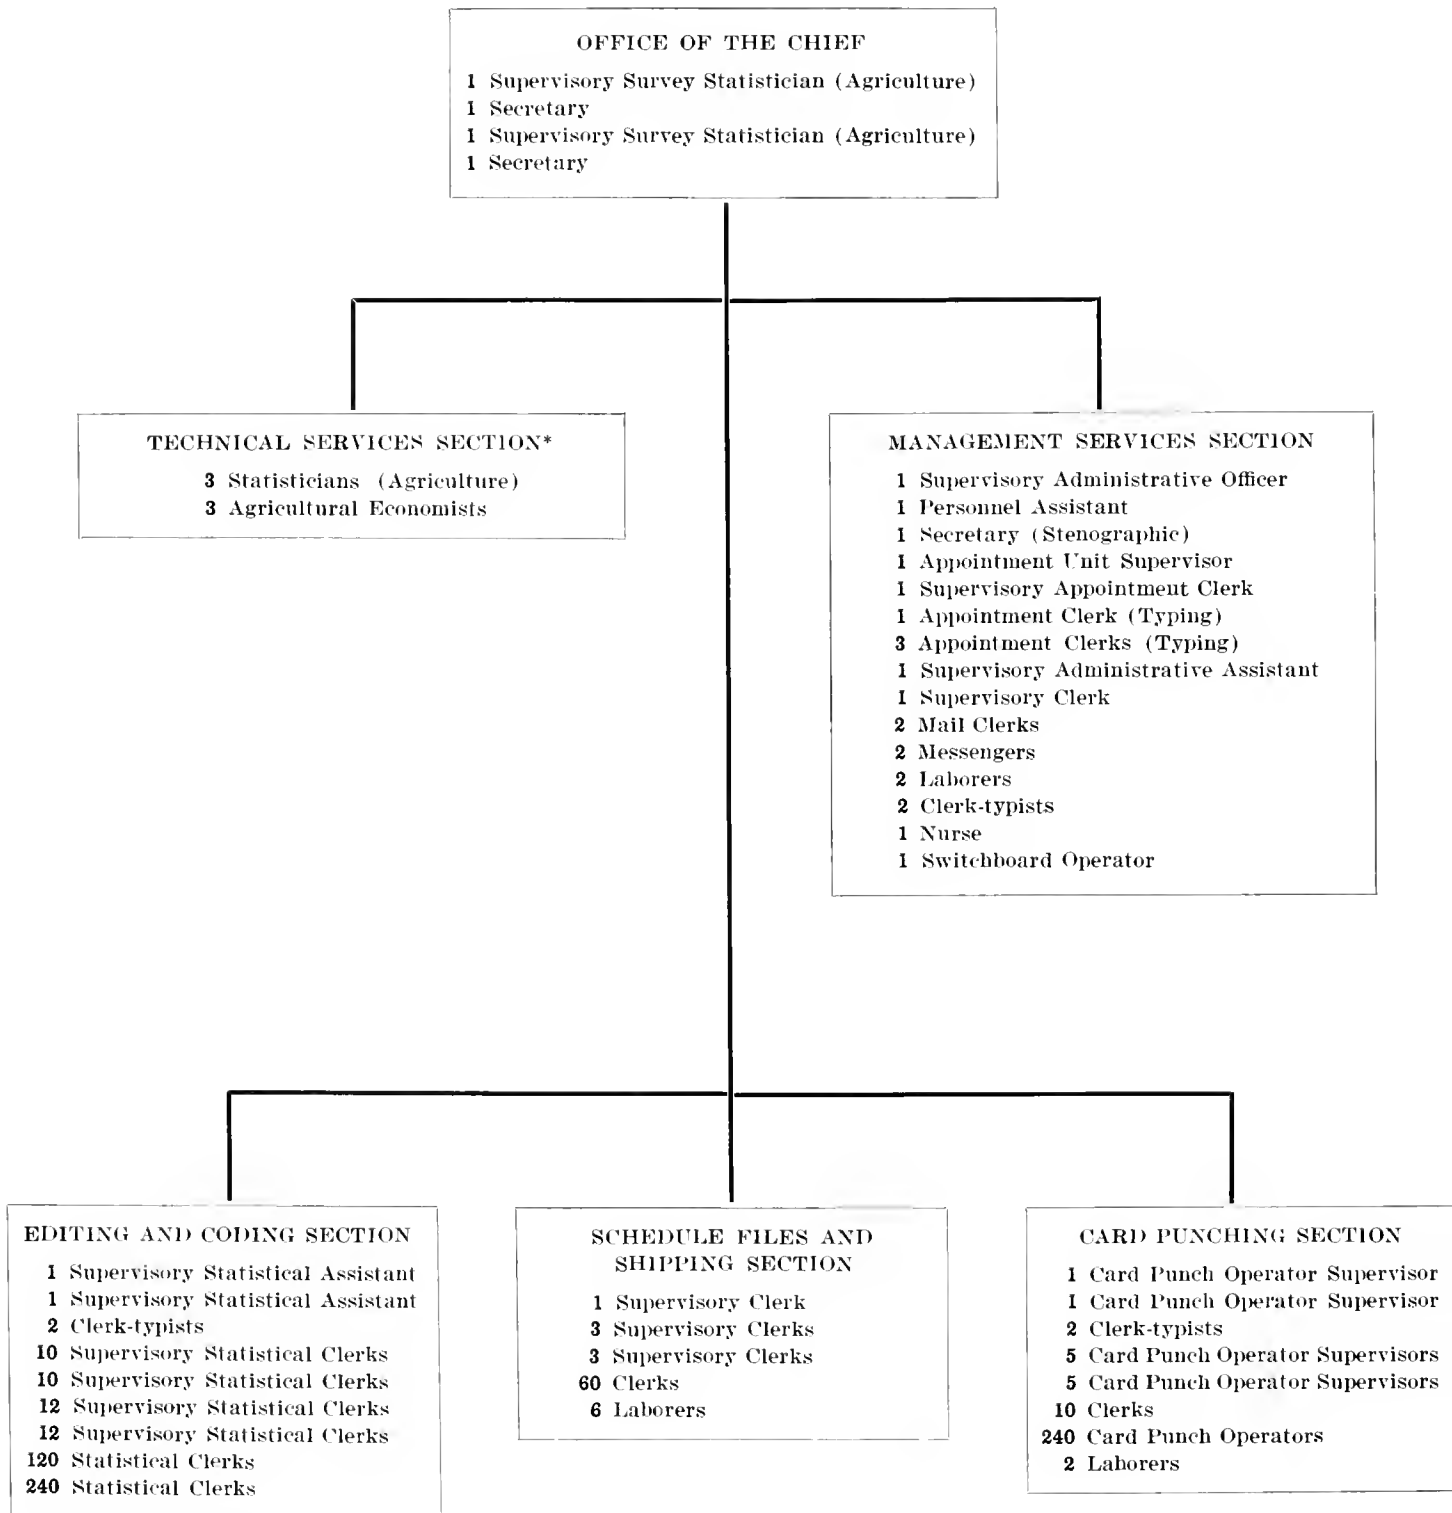 OFFICE OF THE CHIEF
1 Supervisory Survey Statistician (Agriculture)
1 Secretary
1 Supervisory Survey Statistician (Agriculture)
1 Secretary
TECHNICAL SERVICES SECTION*
3 Statisticians (Agriculture)
3 Agricultural Economists
MANAGEMENT SERVICES SECTION
1 Supervisory Administrative Officer
1 Personnel Assistant
1 Secretary (Stenographic)
1 Appointment Unit Supervisor
1 Supervisory Appointment Clerk
1 Appointment Clerk (Typing)
3 Appointment Clerks (Typing)
1 Supervisory Administrative Assistant
1 Supervisory Clerk
2 Mail Clerks
2 Messengers
2 Laborers
2 Clerk-typists
1 Nurse
1 Switchboard Operator
EDITING AND CODING SECTION
1 Supervisory Statistical Assistant
1 Supervisory Statistical Assistant
2 Clerk-typists
10 Supervisory Statistical Clerks
10 Supervisory Statistical Clerks
12 Supervisory Statistical Clerks
12 Supervisory Statistical Clerks
120 Statistical Clerks
240 Statistical Clerks
SCHEDULE FILES AND
SHIPPING SECTION
1 Supervisory Clerk
3 Supervisory Clerks
3 Supervisory Clerks
60 Clerks
6 Laborers
CARD PUNCHING SECTION
1 Card Punch Operator Supervisor
1 Card Punch Operator Supervisor
2 Clerk-typists
5 Card Punch Operator Supervisors
5 Card Punch Operator Supervisors
10 Clerks
240 Card Punch Operators
2 Laborers